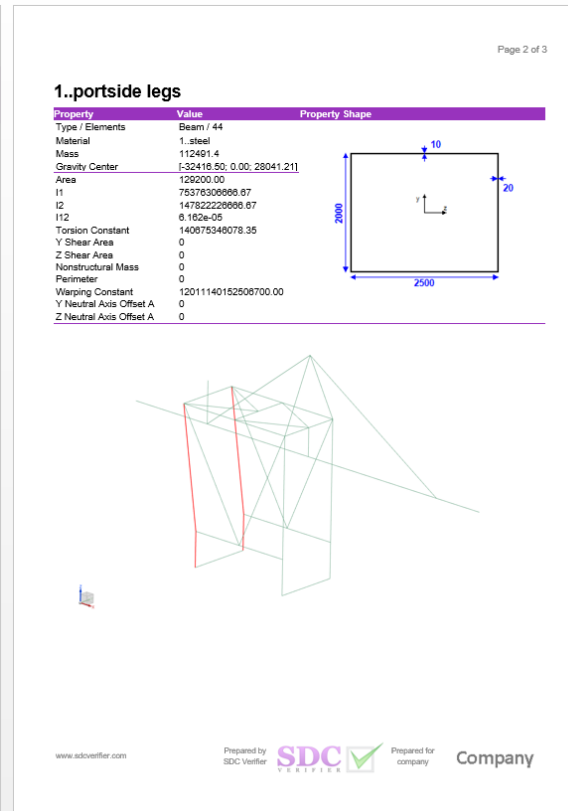 Page 2 of 3
1..portside legs
Property Value Property Shape
Type / Elements Beam / 44
Material 1..steel
Mass 112491.4
Gravity Center [-32416.50; 0.00; 28041.21]
Area 129200.00
I1 75376306666.67
I2 147822226666.67
I12 6.162e-05
Torsion Constant 140675346078.35
Y Shear Area 0
Z Shear Area 0
Nonstructural Mass 0
Perimeter 0
Warping Constant 12011140152506700.00
Y Neutral Axis Offset A 0
Z Neutral Axis Offset A 0
10
20
y
z
2000
2500
www.sdcverifier.com
Prepared by
SDC Verifier
SDC
VERIFIER
Prepared for
company
Company